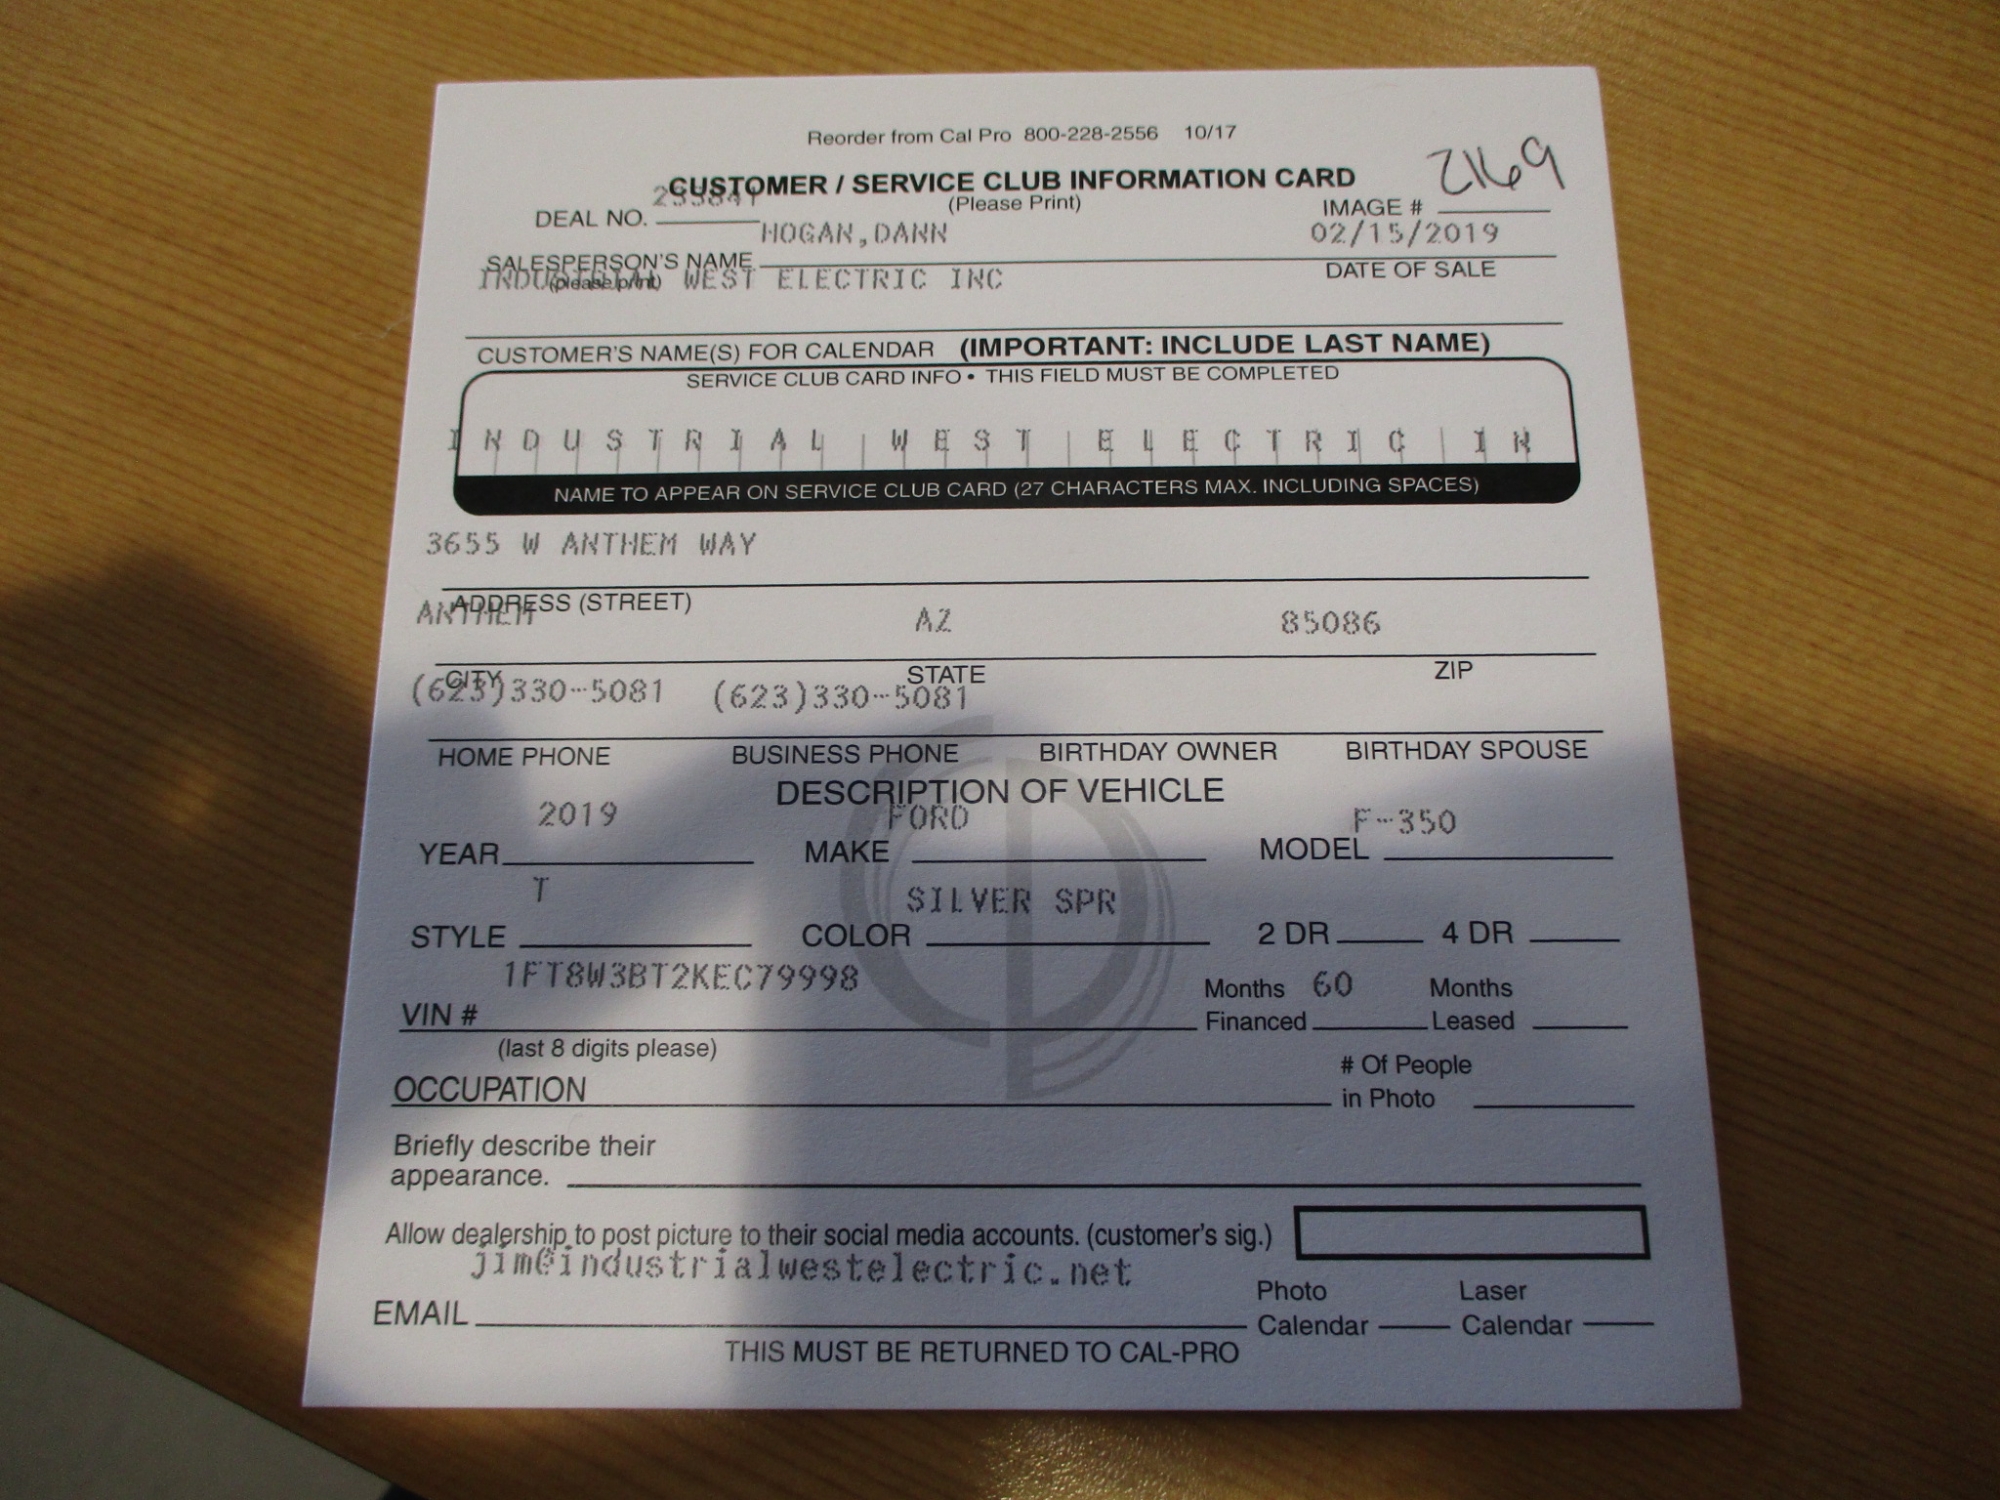 Reorder from Cal Pro 800-228-2556 10/17
CUSTOMER / SERVICE CLUB INFORMATION CARD
2169
(Please Print)
DEAL NO. IMAGE #
HOGAN,DANN 02/15/2019
SALESPERSON'S NAME DATE OF SALE
(please print)
INDUSTRIAL WEST ELECTRIC INC
CUSTOMER'S NAME(S) FOR CALENDAR (IMPORTANT: INCLUDE LAST NAME)
SERVICE CLUB CARD INFO • THIS FIELD MUST BE COMPLETED
INDUSTRIAL WEST ELECTRIC IN
NAME TO APPEAR ON SERVICE CLUB CARD (27 CHARACTERS MAX. INCLUDING SPACES)
3655 W ANTHEM WAY
ADDRESS (STREET)
ANTHEM AZ 85086
CITY STATE ZIP
(623)330-5081 (623)330-5081
HOME PHONE BUSINESS PHONE BIRTHDAY OWNER BIRTHDAY SPOUSE
DESCRIPTION OF VEHICLE
2019 FORD F-350
YEAR MAKE MODEL
T SILVER SPR
STYLE COLOR 2 DR 4 DR
1FT8W3BT2KEC79998
VIN # Months Financed 60 Months Leased
(last 8 digits please)
OCCUPATION # Of People in Photo
Briefly describe their
appearance.
Allow dealership to post picture to their social media accounts. (customer's sig.)
jim@industrialwestelectric.net
EMAIL Photo Calendar Laser Calendar
THIS MUST BE RETURNED TO CAL-PRO